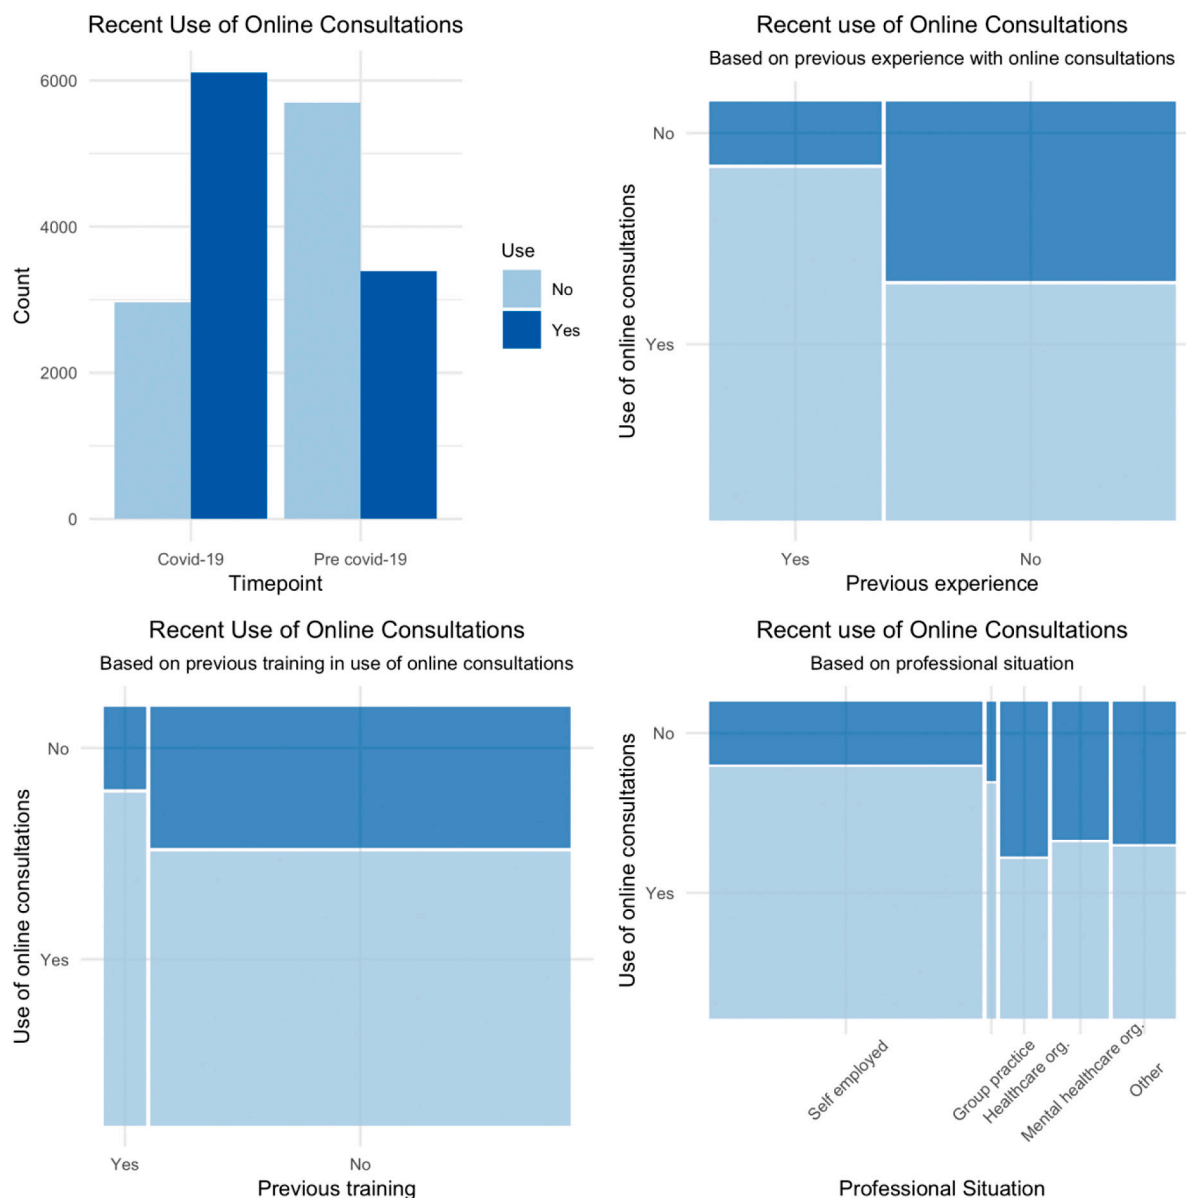 Recent Use of Online Consultations
6000
4000
2000
0
Count
Covid-19
Pre covid-19
Timepoint
Use
No
Yes
Recent use of Online Consultations
Based on previous experience with online consultations
No
Yes
Use of online consultations
Yes
No
Previous experience
Recent Use of Online Consultations
Based on previous training in use of online consultations
No
Yes
Use of online consultations
Yes
No
Previous training
Recent use of Online Consultations
Based on professional situation
No
Yes
Use of online consultations
Self employed
Group practice
Healthcare org.
Mental healthcare org.
Other
Professional Situation